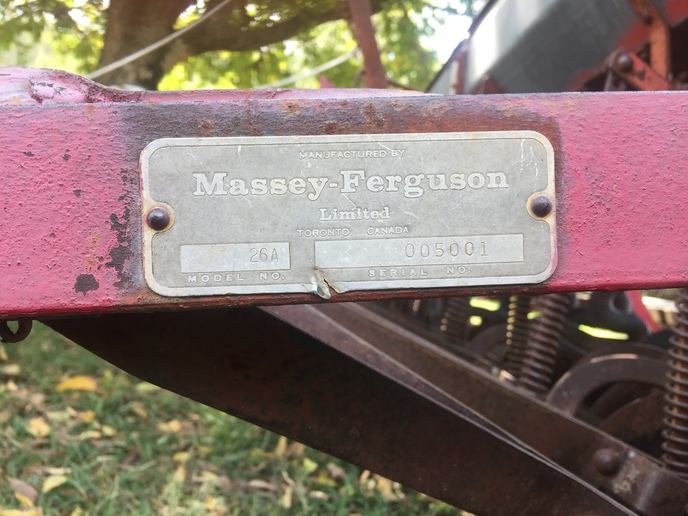 MANUFACTURED BY
Massey-Ferguson
Limited
TORONTO CANADA
26A 005001
MODEL NO. SERIAL NO.